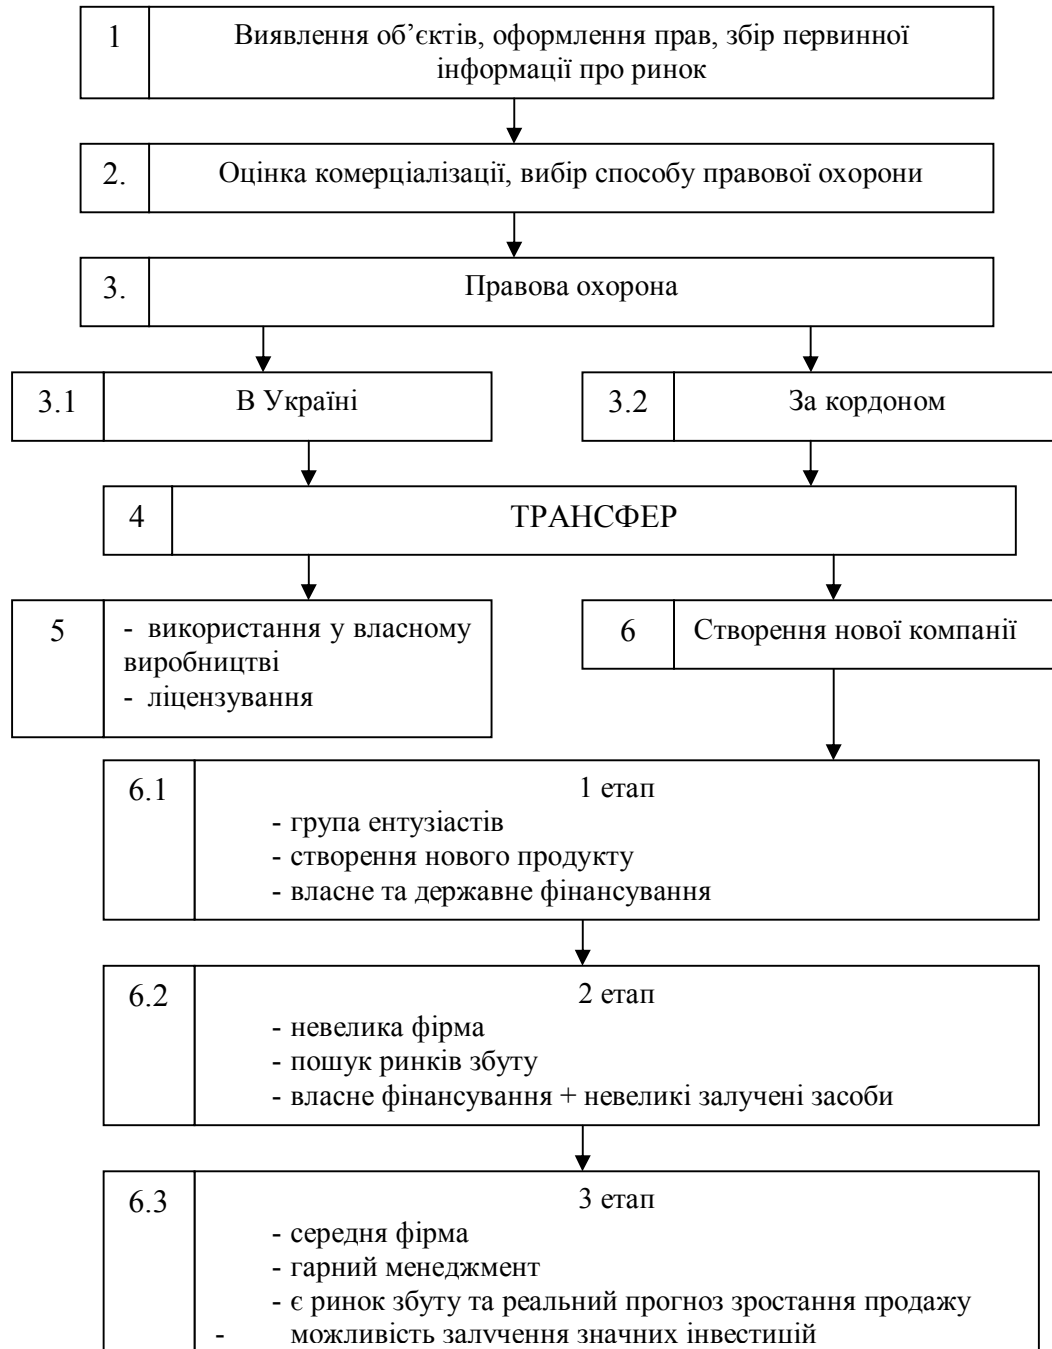 1
Виявлення об’єктів, оформлення прав, збір первинної
інформації про ринок
2.
Оцінка комерціалізації, вибір способу правової охорони
3.
Правова охорона
3.1
В Україні
3.2
За кордоном
4
ТРАНСФЕР
5
- використання у власному
виробництві
- ліцензування
6
Створення нової компанії
6.1
1 етап
- група ентузіастів
- створення нового продукту
- власне та державне фінансування
6.2
2 етап
- невелика фірма
- пошук ринків збуту
- власне фінансування + невеликі залучені засоби
6.3
3 етап
- середня фірма
- гарний менеджмент
- є ринок збуту та реальний прогноз зростання продажу
- можливість залучення значних інвестицій